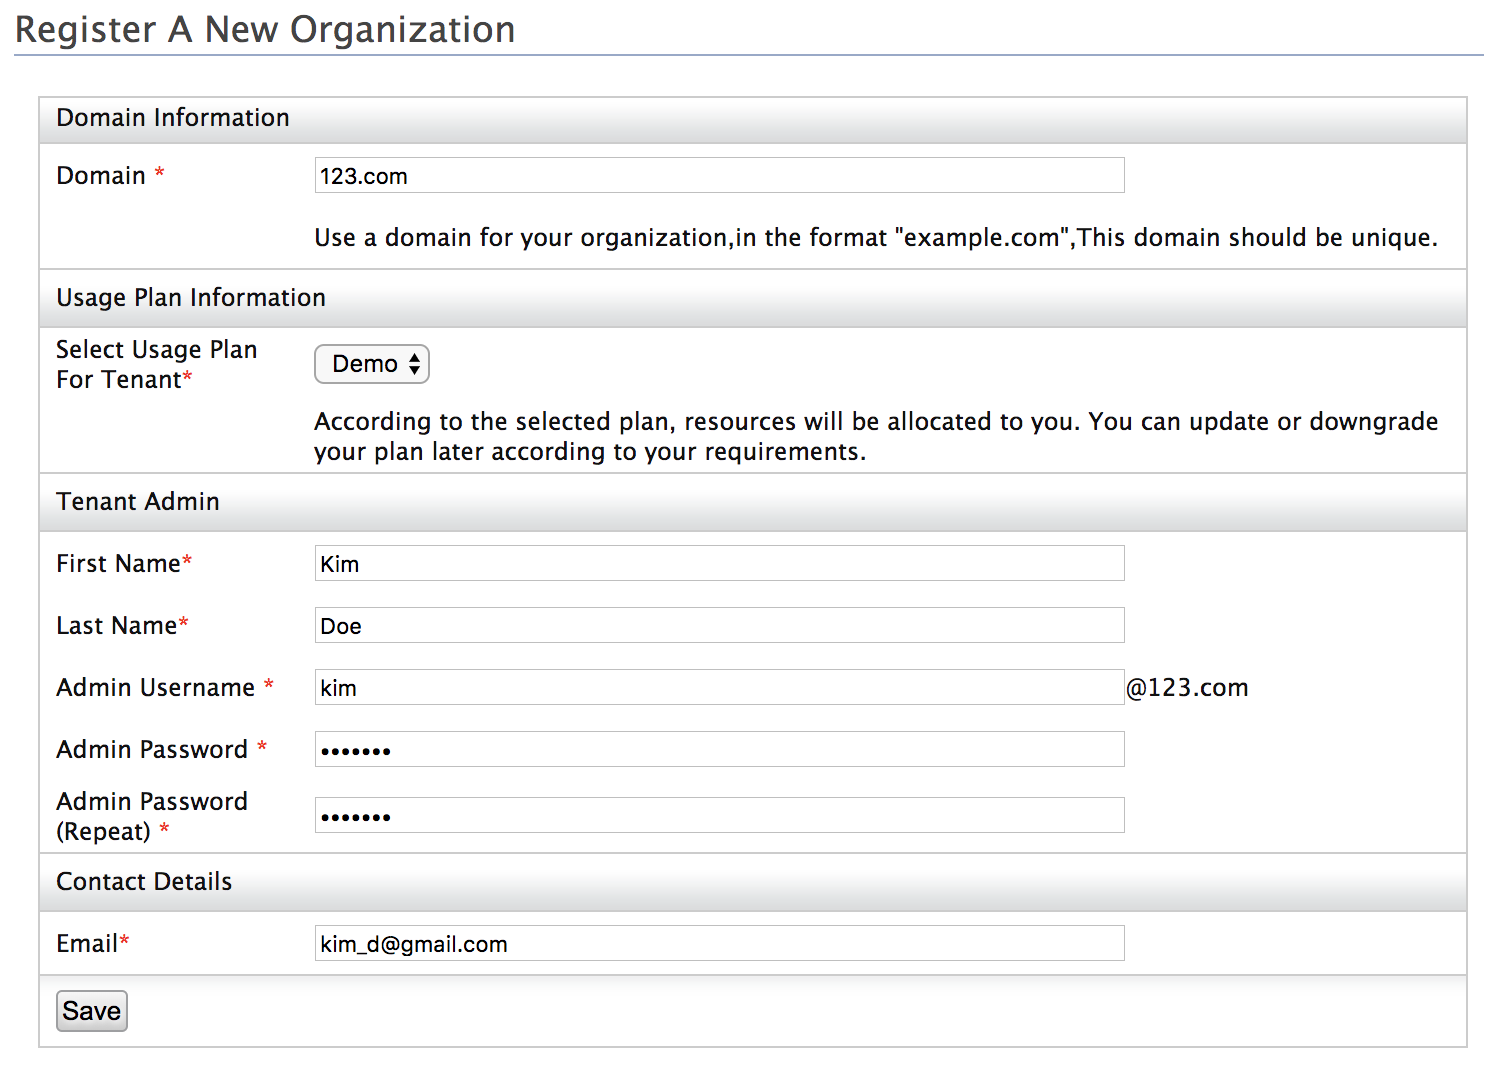 Register A New Organization
Domain Information
Domain *
123.com
Use a domain for your organization,in the format "example.com",This domain should be unique.
Usage Plan Information
Select Usage Plan
For Tenant*
Demo
According to the selected plan, resources will be allocated to you. You can update or downgrade
your plan later according to your requirements.
Tenant Admin
First Name*
Kim
Last Name*
Doe
Admin Username *
kim
@123.com
Admin Password *
•••••••
Admin Password
(Repeat) *
•••••••
Contact Details
Email*
kim_d@gmail.com
Save